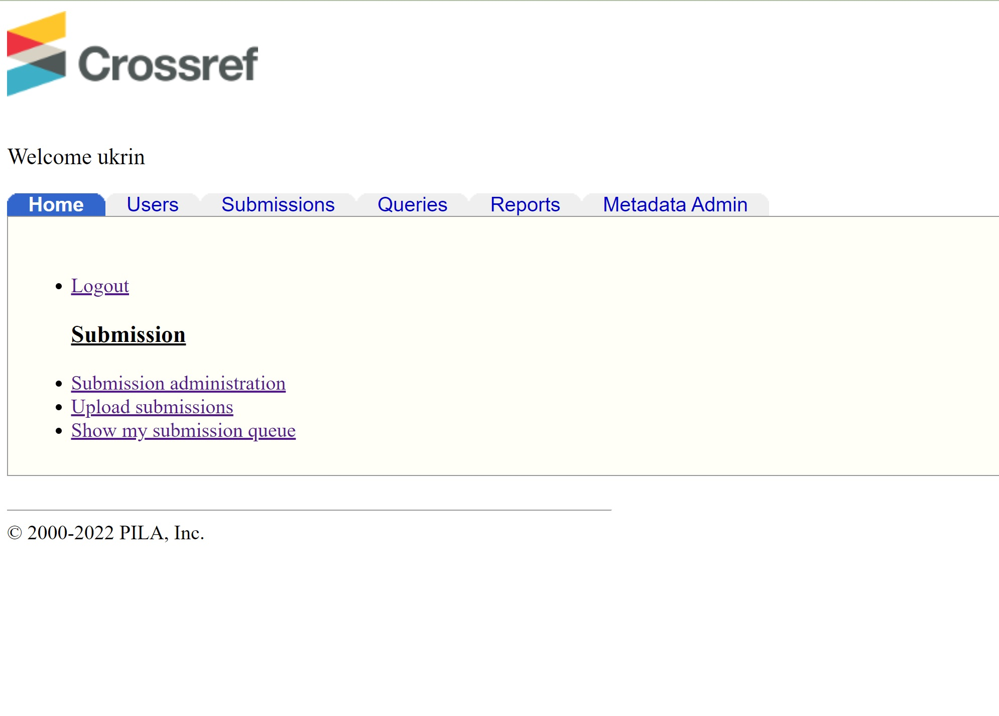 Crossref
Welcome ukrin
Home Users Submissions Queries Reports Metadata Admin
Logout
Submission
Submission administration
Upload submissions
Show my submission queue
© 2000-2022 PILA, Inc.